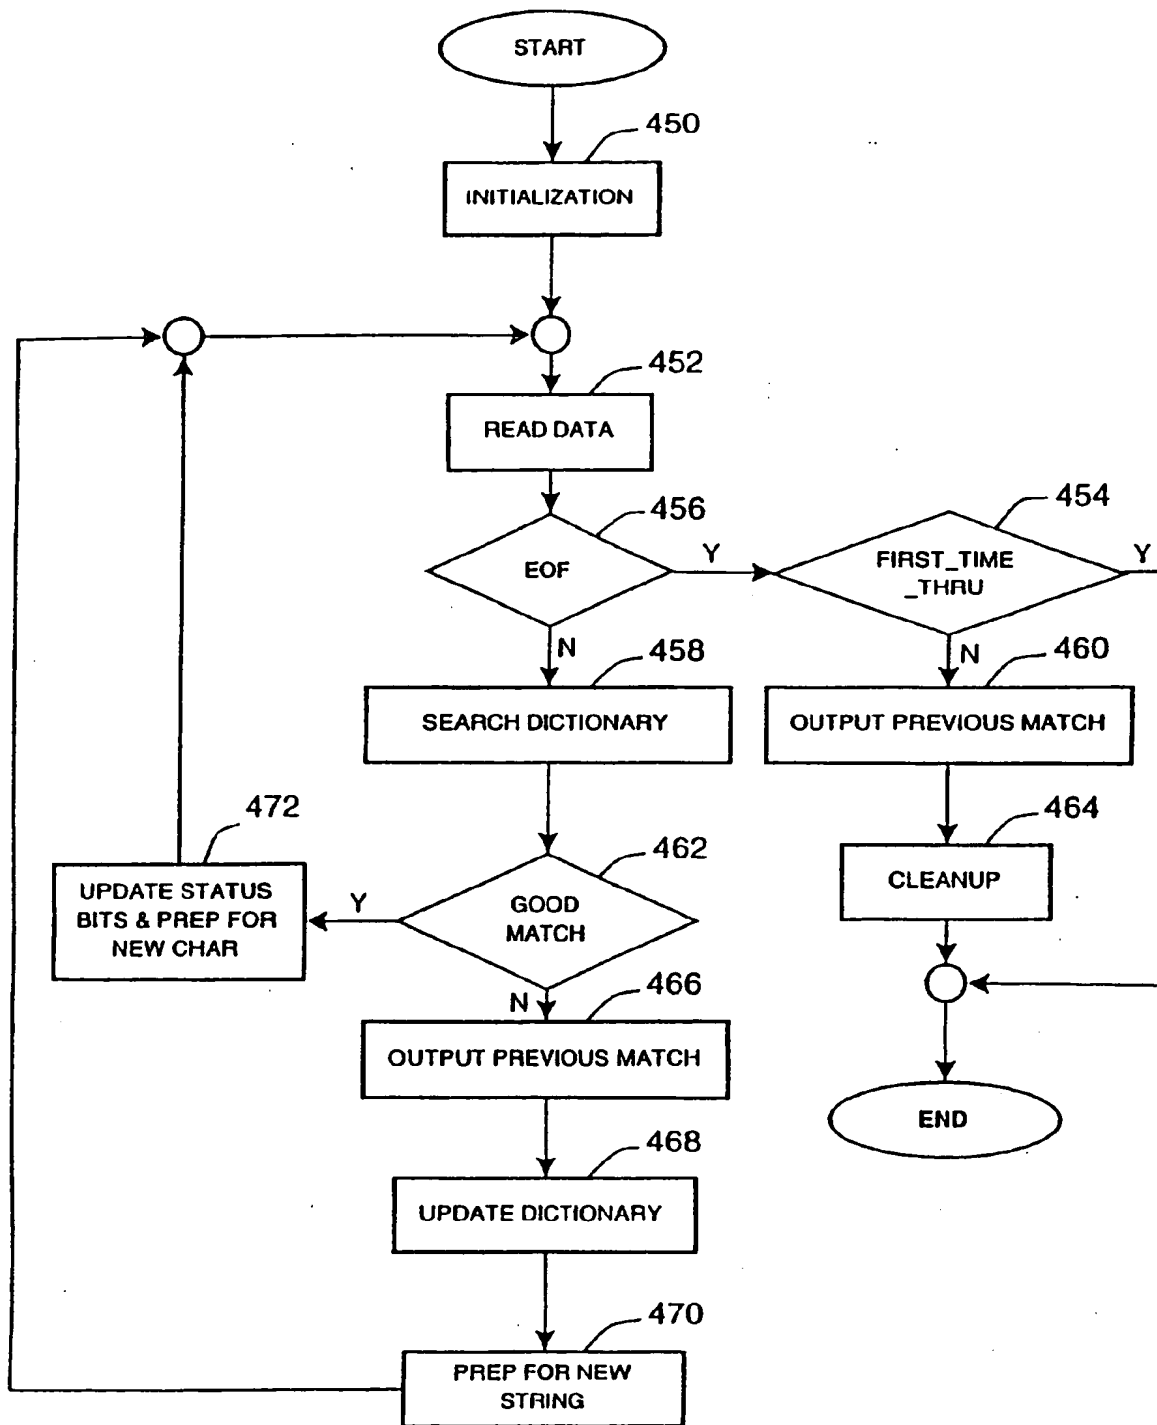 START
450
INITIALIZATION
452
READ DATA
456
EOF
Y
454
FIRST_TIME
_THRU
Y
N
458
SEARCH DICTIONARY
N
460
OUTPUT PREVIOUS MATCH
472
UPDATE STATUS
BITS & PREP FOR
NEW CHAR
Y
462
GOOD
MATCH
464
CLEANUP
N
466
OUTPUT PREVIOUS MATCH
END
468
UPDATE DICTIONARY
470
PREP FOR NEW
STRING